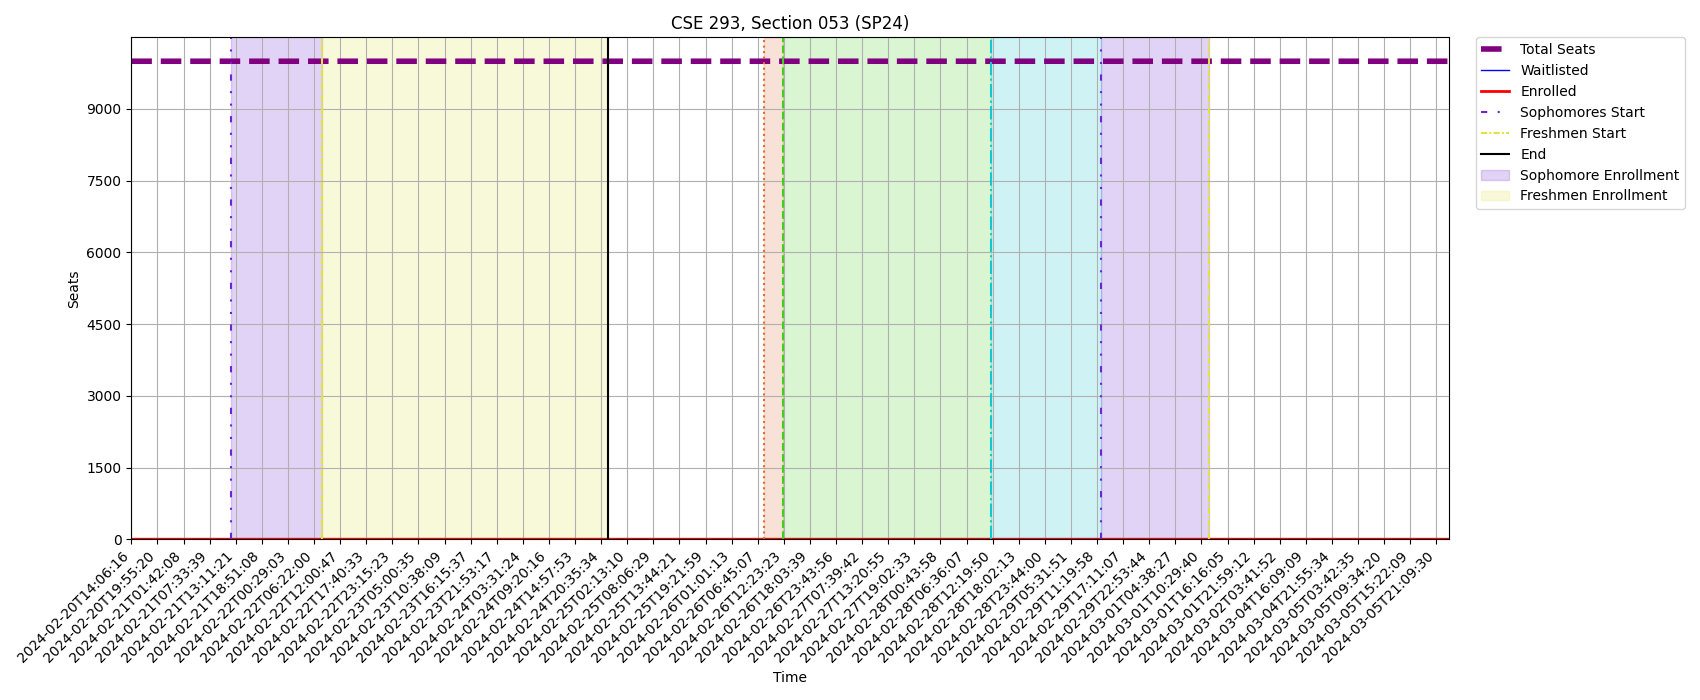 CSE 293, Section 053 (SP24)
Total Seats
Waitlisted
Enrolled
Sophomores Start
Freshmen Start
End
Sophomore Enrollment
Freshmen Enrollment
Seats
9000
7500
6000
4500
3000
1500
0
2024-02-20T14:06:16
2024-02-20T19:55:20
2024-02-21T01:42:08
2024-02-21T07:33:39
2024-02-21T13:11:21
2024-02-21T18:51:08
2024-02-22T00:29:03
2024-02-22T06:22:00
2024-02-22T12:00:47
2024-02-22T17:40:33
2024-02-22T23:15:23
2024-02-23T05:00:35
2024-02-23T10:38:09
2024-02-23T16:15:37
2024-02-23T21:53:17
2024-02-24T03:31:24
2024-02-24T09:20:16
2024-02-24T14:57:53
2024-02-24T20:35:34
2024-02-25T02:13:10
2024-02-25T08:06:29
2024-02-25T13:44:21
2024-02-25T19:21:59
2024-02-26T01:01:13
2024-02-26T06:45:07
2024-02-26T12:23:23
2024-02-26T18:03:39
2024-02-26T23:43:56
2024-02-27T07:39:42
2024-02-27T13:20:55
2024-02-27T19:02:33
2024-02-28T00:43:58
2024-02-28T06:36:07
2024-02-28T12:19:50
2024-02-28T18:02:13
2024-02-28T23:44:00
2024-02-29T05:31:51
2024-02-29T11:19:58
2024-02-29T17:11:07
2024-02-29T22:53:44
2024-03-01T04:38:27
2024-03-01T10:29:40
2024-03-01T16:16:05
2024-03-01T21:59:12
2024-03-02T03:41:52
2024-03-04T16:09:09
2024-03-04T21:55:34
2024-03-05T03:42:35
2024-03-05T09:34:20
2024-03-05T15:22:09
2024-03-05T21:09:30
Time